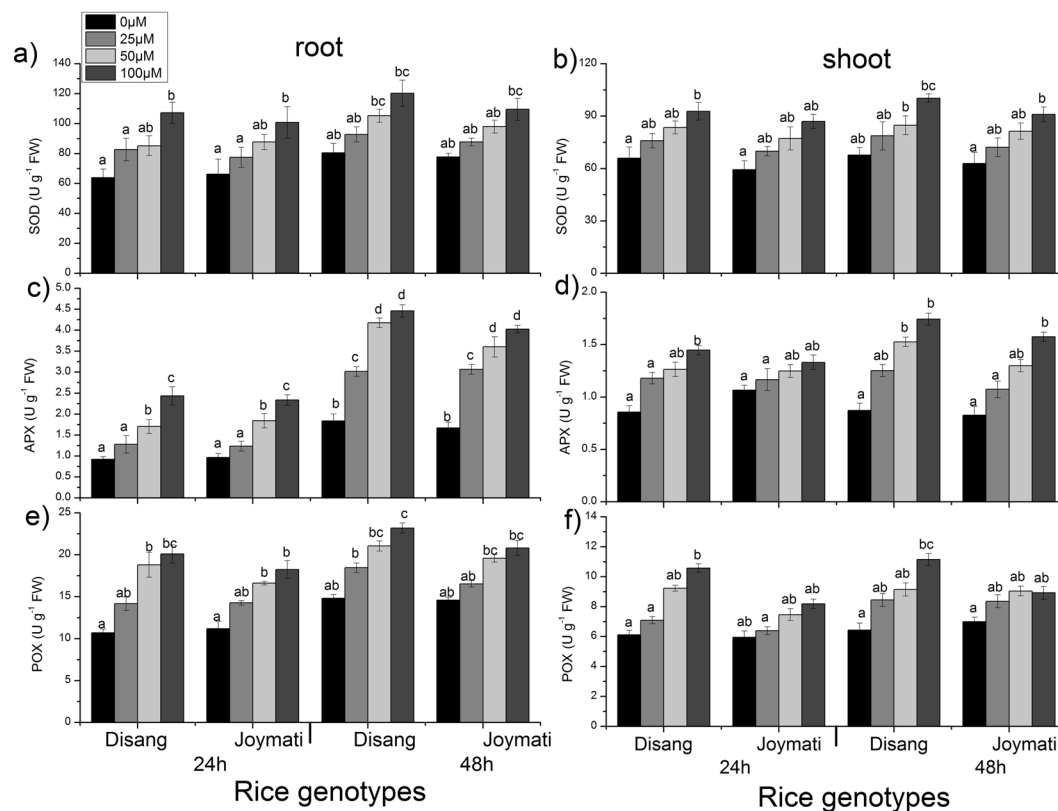 0µM
25µM
50µM
100µM
a)
root
140
120
100
80
60
40
20
0
SOD (U g⁻¹ FW)
a a ab b
a a ab b
ab ab bc bc
ab ab ab bc
b)
shoot
120
90
60
30
0
SOD (U g⁻¹ FW)
a a ab b
a ab ab ab
a ab b bc
a a ab b
c)
5.0
4.5
4.0
3.5
3.0
2.5
2.0
1.5
1.0
0.5
0.0
APX (U g⁻¹ FW)
a a b c
a a b c
b c d d
b c d d
d)
2.0
1.5
1.0
0.5
0.0
APX (U g⁻¹ FW)
a a ab b
a a ab ab
a ab b b
a a ab b
e)
25
20
15
10
5
0
POX (U g⁻¹ FW)
a ab b bc
a ab b b
ab b bc c
ab ab bc bc
f)
14
12
10
8
6
4
2
0
POX (U g⁻¹ FW)
a a ab b
ab a ab ab
a ab ab bc
a ab ab ab
Disang Joymati Disang Joymati
24h 48h
Rice genotypes
Disang Joymati Disang Joymati
24h 48h
Rice genotypes